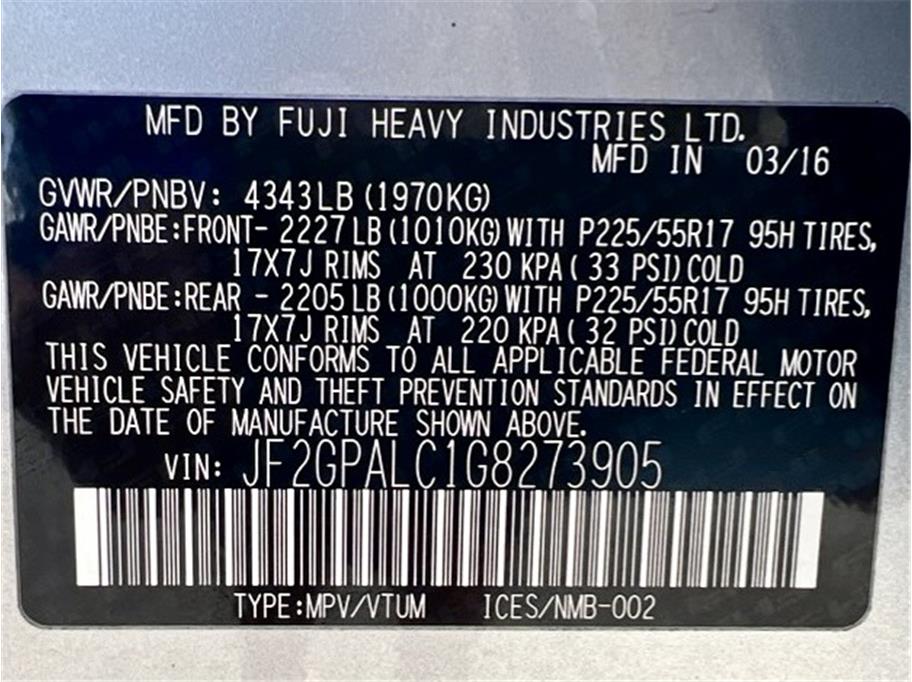 MFD BY FUJI HEAVY INDUSTRIES LTD.
MFD IN 03/16
GVWR/PNBV: 4343LB (1970KG)
GAWR/PNBE:FRONT- 2227LB (1010KG) WITH P225/55R17 95H TIRES,
17X7J RIMS AT 230 KPA( 33 PSI) COLD
GAWR/PNBE:REAR - 2205LB (1000KG) WITH P225/55R17 95H TIRES,
17X7J RIMS AT 220 KPA( 32 PSI) COLD
THIS VEHICLE CONFORMS TO ALL APPLICABLE FEDERAL MOTOR
VEHICLE SAFETY AND THEFT PREVENTION STANDARDS IN EFFECT ON
THE DATE OF MANUFACTURE SHOWN ABOVE.
VIN: JF2GPALC1G8273905
TYPE:MPV/VTUM ICES/NMB-002